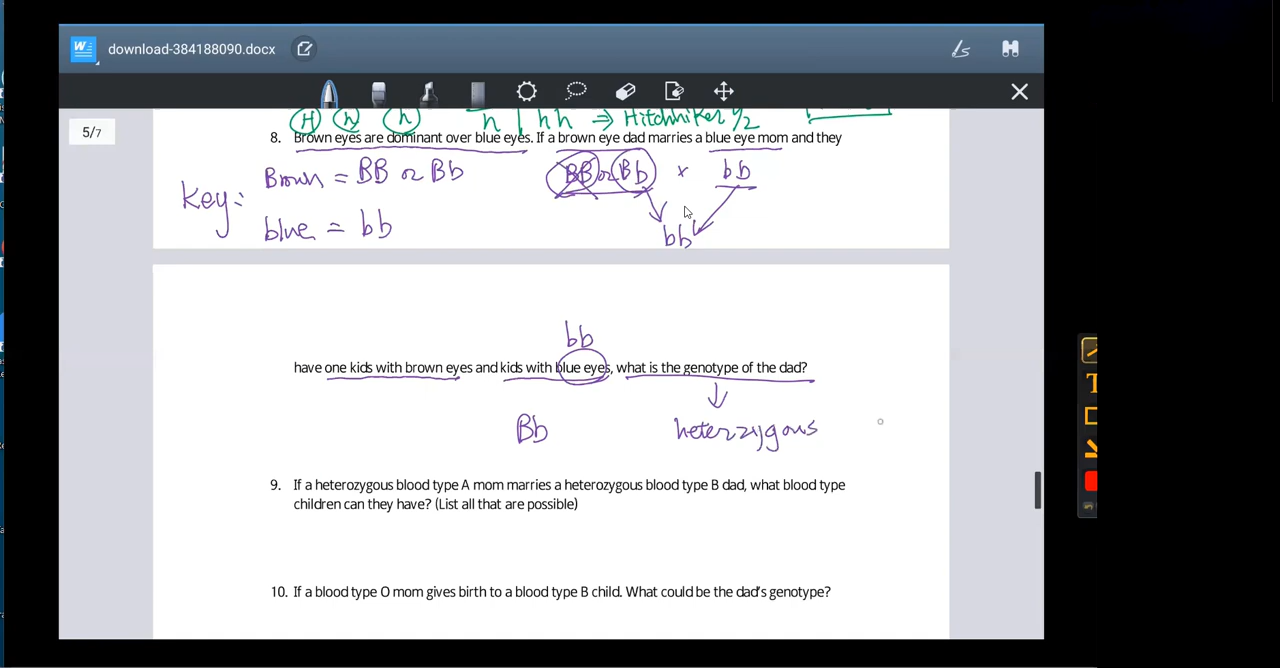 download-384188090.docx
5/7
H h h h | hh ⇒ Hitchhiker 1/2
8. Brown eyes are dominant over blue eyes. If a brown eye dad marries a blue eye mom and they
Key: Brown = BB or Bb BB or Bb x bb
blue = bb bb
bb
have one kids with brown eyes and kids with blue eyes, what is the genotype of the dad?
Bb heterzygous
9. If a heterozygous blood type A mom marries a heterozygous blood type B dad, what blood type
children can they have? (List all that are possible)
10. If a blood type O mom gives birth to a blood type B child. What could be the dad's genotype?